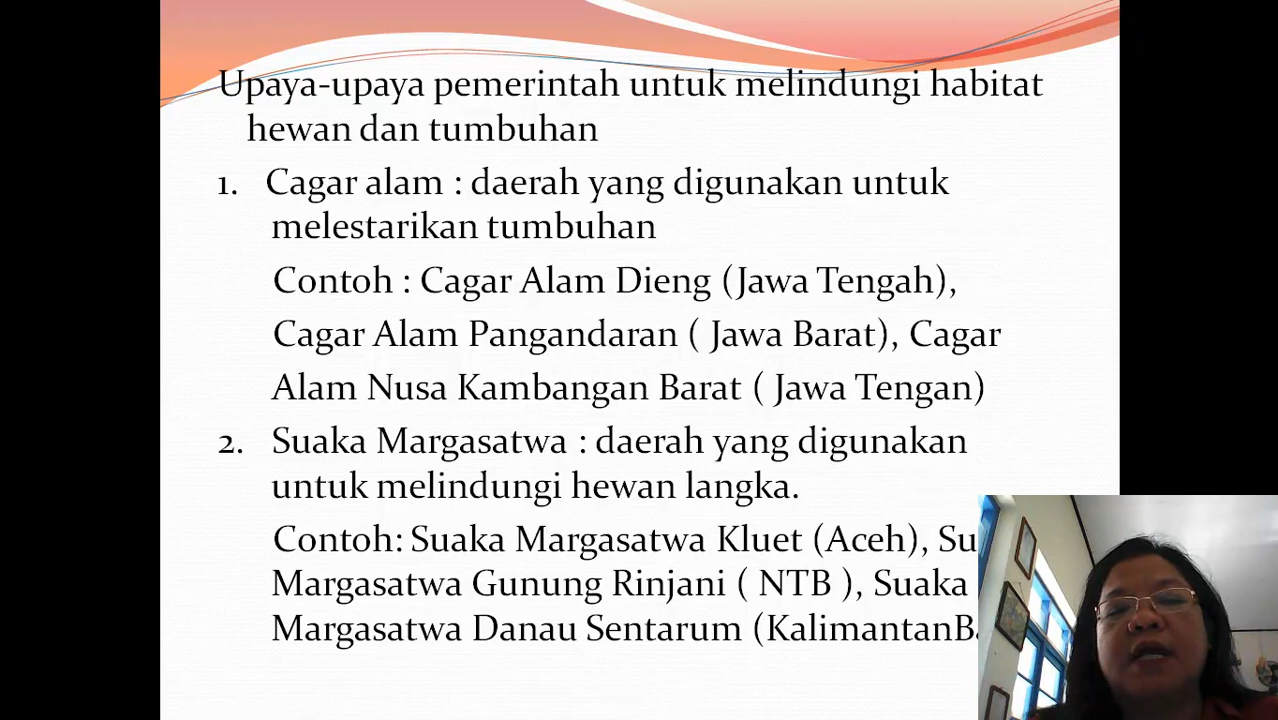 Upaya-upaya pemerintah untuk melindungi habitat
hewan dan tumbuhan
1. Cagar alam : daerah yang digunakan untuk
melestarikan tumbuhan
Contoh : Cagar Alam Dieng (Jawa Tengah),
Cagar Alam Pangandaran ( Jawa Barat), Cagar
Alam Nusa Kambangan Barat ( Jawa Tengan)
2. Suaka Margasatwa : daerah yang digunakan
untuk melindungi hewan langka.
Contoh: Suaka Margasatwa Kluet (Aceh),
Margasatwa Gunung Rinjani ( NTB ), Suaka
Margasatwa Danau Sentarum